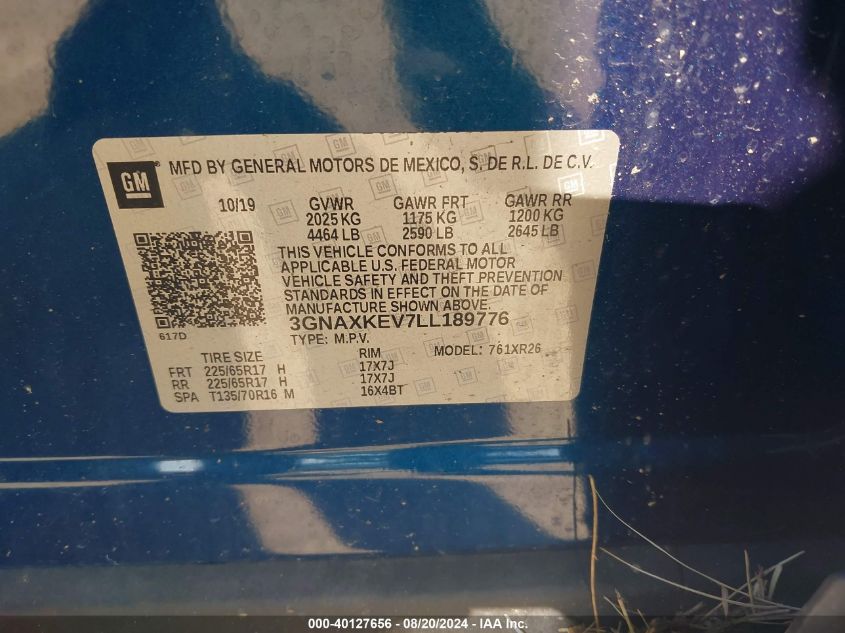 GM
MFD BY GENERAL MOTORS DE MEXICO, S. DE R.L. DE C.V.
10/19 GVWR GAWR FRT GAWR RR
2025 KG 1175 KG 1200 KG
4464 LB 2590 LB 2645 LB
THIS VEHICLE CONFORMS TO ALL
APPLICABLE U.S. FEDERAL MOTOR
VEHICLE SAFETY AND THEFT PREVENTION
STANDARDS IN EFFECT ON THE DATE OF
MANUFACTURE SHOWN ABOVE.
617D 3GNAXKEV7LL189776
TYPE: M.P.V.
TIRE SIZE RIM MODEL: 761XR26
FRT 225/65R17 H 17X7J
RR 225/65R17 H 17X7J
SPA T135/70R16 M 16X4BT
000-40127656 - 08/20/2024 - IAA Inc.